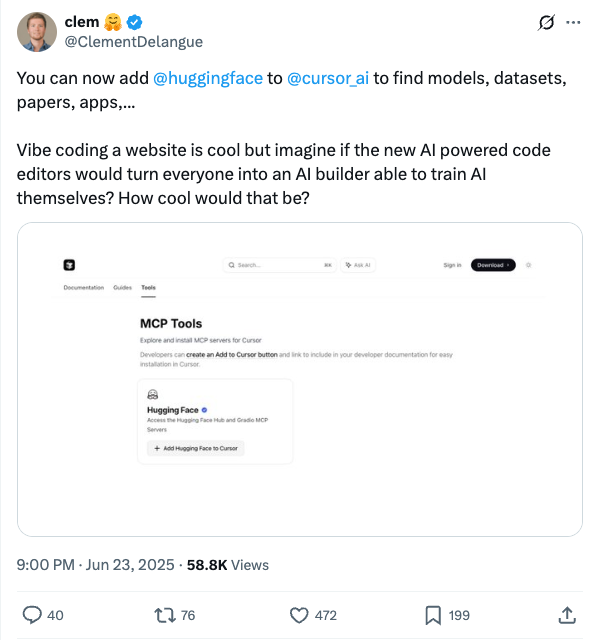 clem 🤗
@ClementDelangue
You can now add @huggingface to @cursor_ai to find models, datasets,
papers, apps,...
Vibe coding a website is cool but imagine if the new AI powered code
editors would turn everyone into an AI builder able to train AI
themselves? How cool would that be?
Search... ⌘K Ask AI Sign in Download
Documentation Guides Tools
MCP Tools
Explore and install MCP servers for Cursor
Developers can create an Add to Cursor button and link to include in your developer documentation for easy
installation in Cursor.
Hugging Face
Access the Hugging Face Hub and Gradio MCP
Servers
+ Add Hugging Face to Cursor
9:00 PM · Jun 23, 2025 · 58.8K Views
40 76 472 199